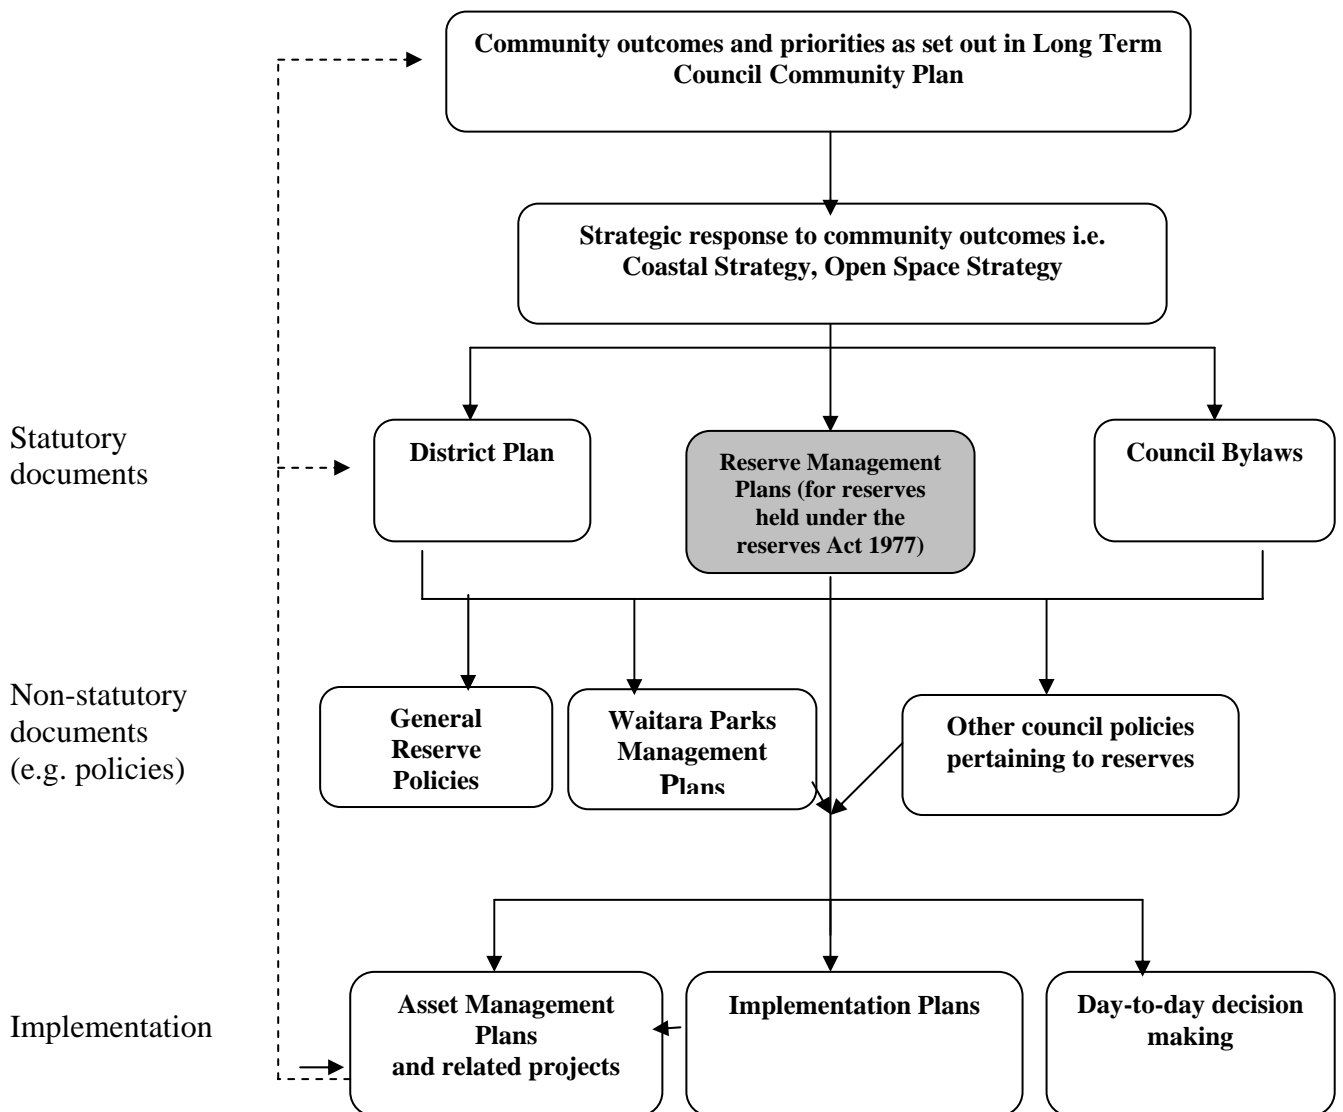 Community outcomes and priorities as set out in Long Term
Council Community Plan
Strategic response to community outcomes i.e.
Coastal Strategy, Open Space Strategy
Statutory
documents
District Plan
Reserve Management
Plans (for reserves
held under the
reserves Act 1977)
Council Bylaws
Non-statutory
documents
(e.g. policies)
General
Reserve
Policies
Waitara Parks
Management
Plans
Other council policies
pertaining to reserves
Implementation
Asset Management
Plans
and related projects
Implementation Plans
Day-to-day decision
making